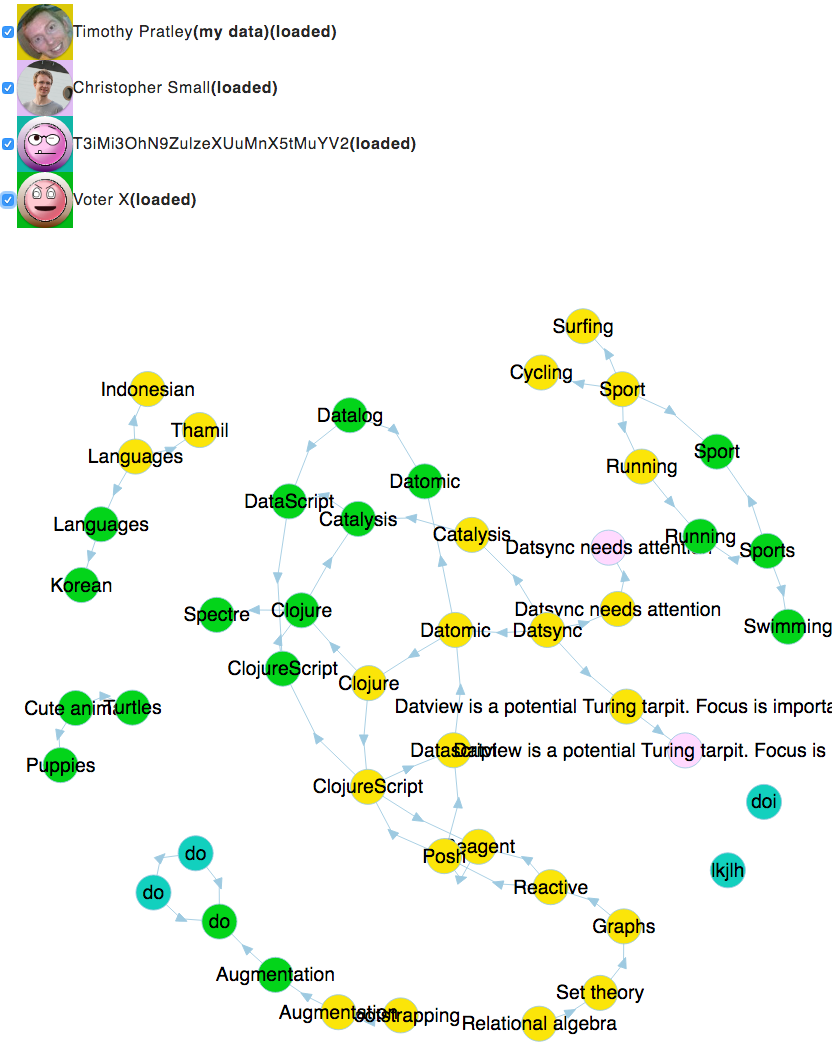 Timothy Pratley(my data)(loaded)
Christopher Small(loaded)
T3iMi3OhN9ZulzeXUuMnX5tMuYV2(loaded)
Voter X(loaded)
Surfing
Cycling
Sport
Indonesian
Datalog
Thamil
Sport
Languages
Running
Datomic
DataScript
Catalysis
Languages
Catalysis
Running
Datsync needs attention
Sports
Korean
Spectre
Clojure
Datsync needs attention
Swimming
Datomic
Datsync
ClojureScript
Clojure
Cute anima
Turtles
Datview is a potential Turing tarpit. Focus is importa
Puppies
Datascript
Datview is a potential Turing tarpit. Focus is
ClojureScript
doi
do
Posh
Reagent
lkjlh
do
Reactive
do
Graphs
Augmentation
Set theory
Augmentation
ootstrapping
Relational algebra